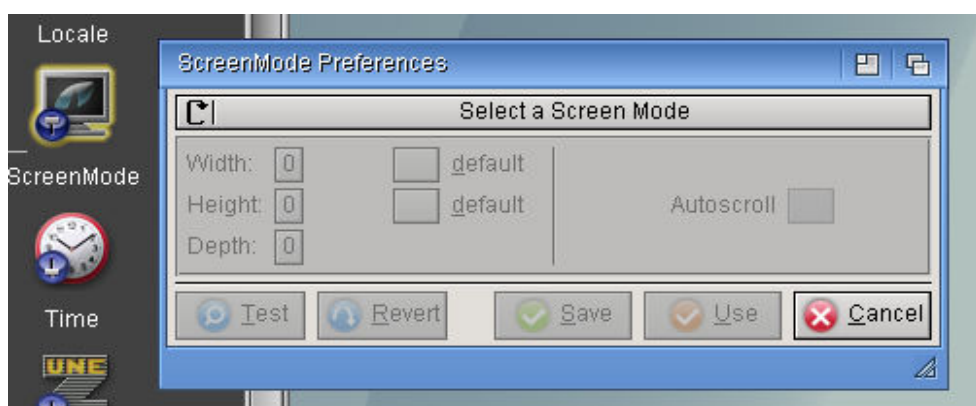 Locale
ScreenMode
Time
UNE
ScreenMode Preferences
Select a Screen Mode
Width: 0 default
Height: 0 default
Autoscroll
Depth: 0
Test Revert Save Use Cancel